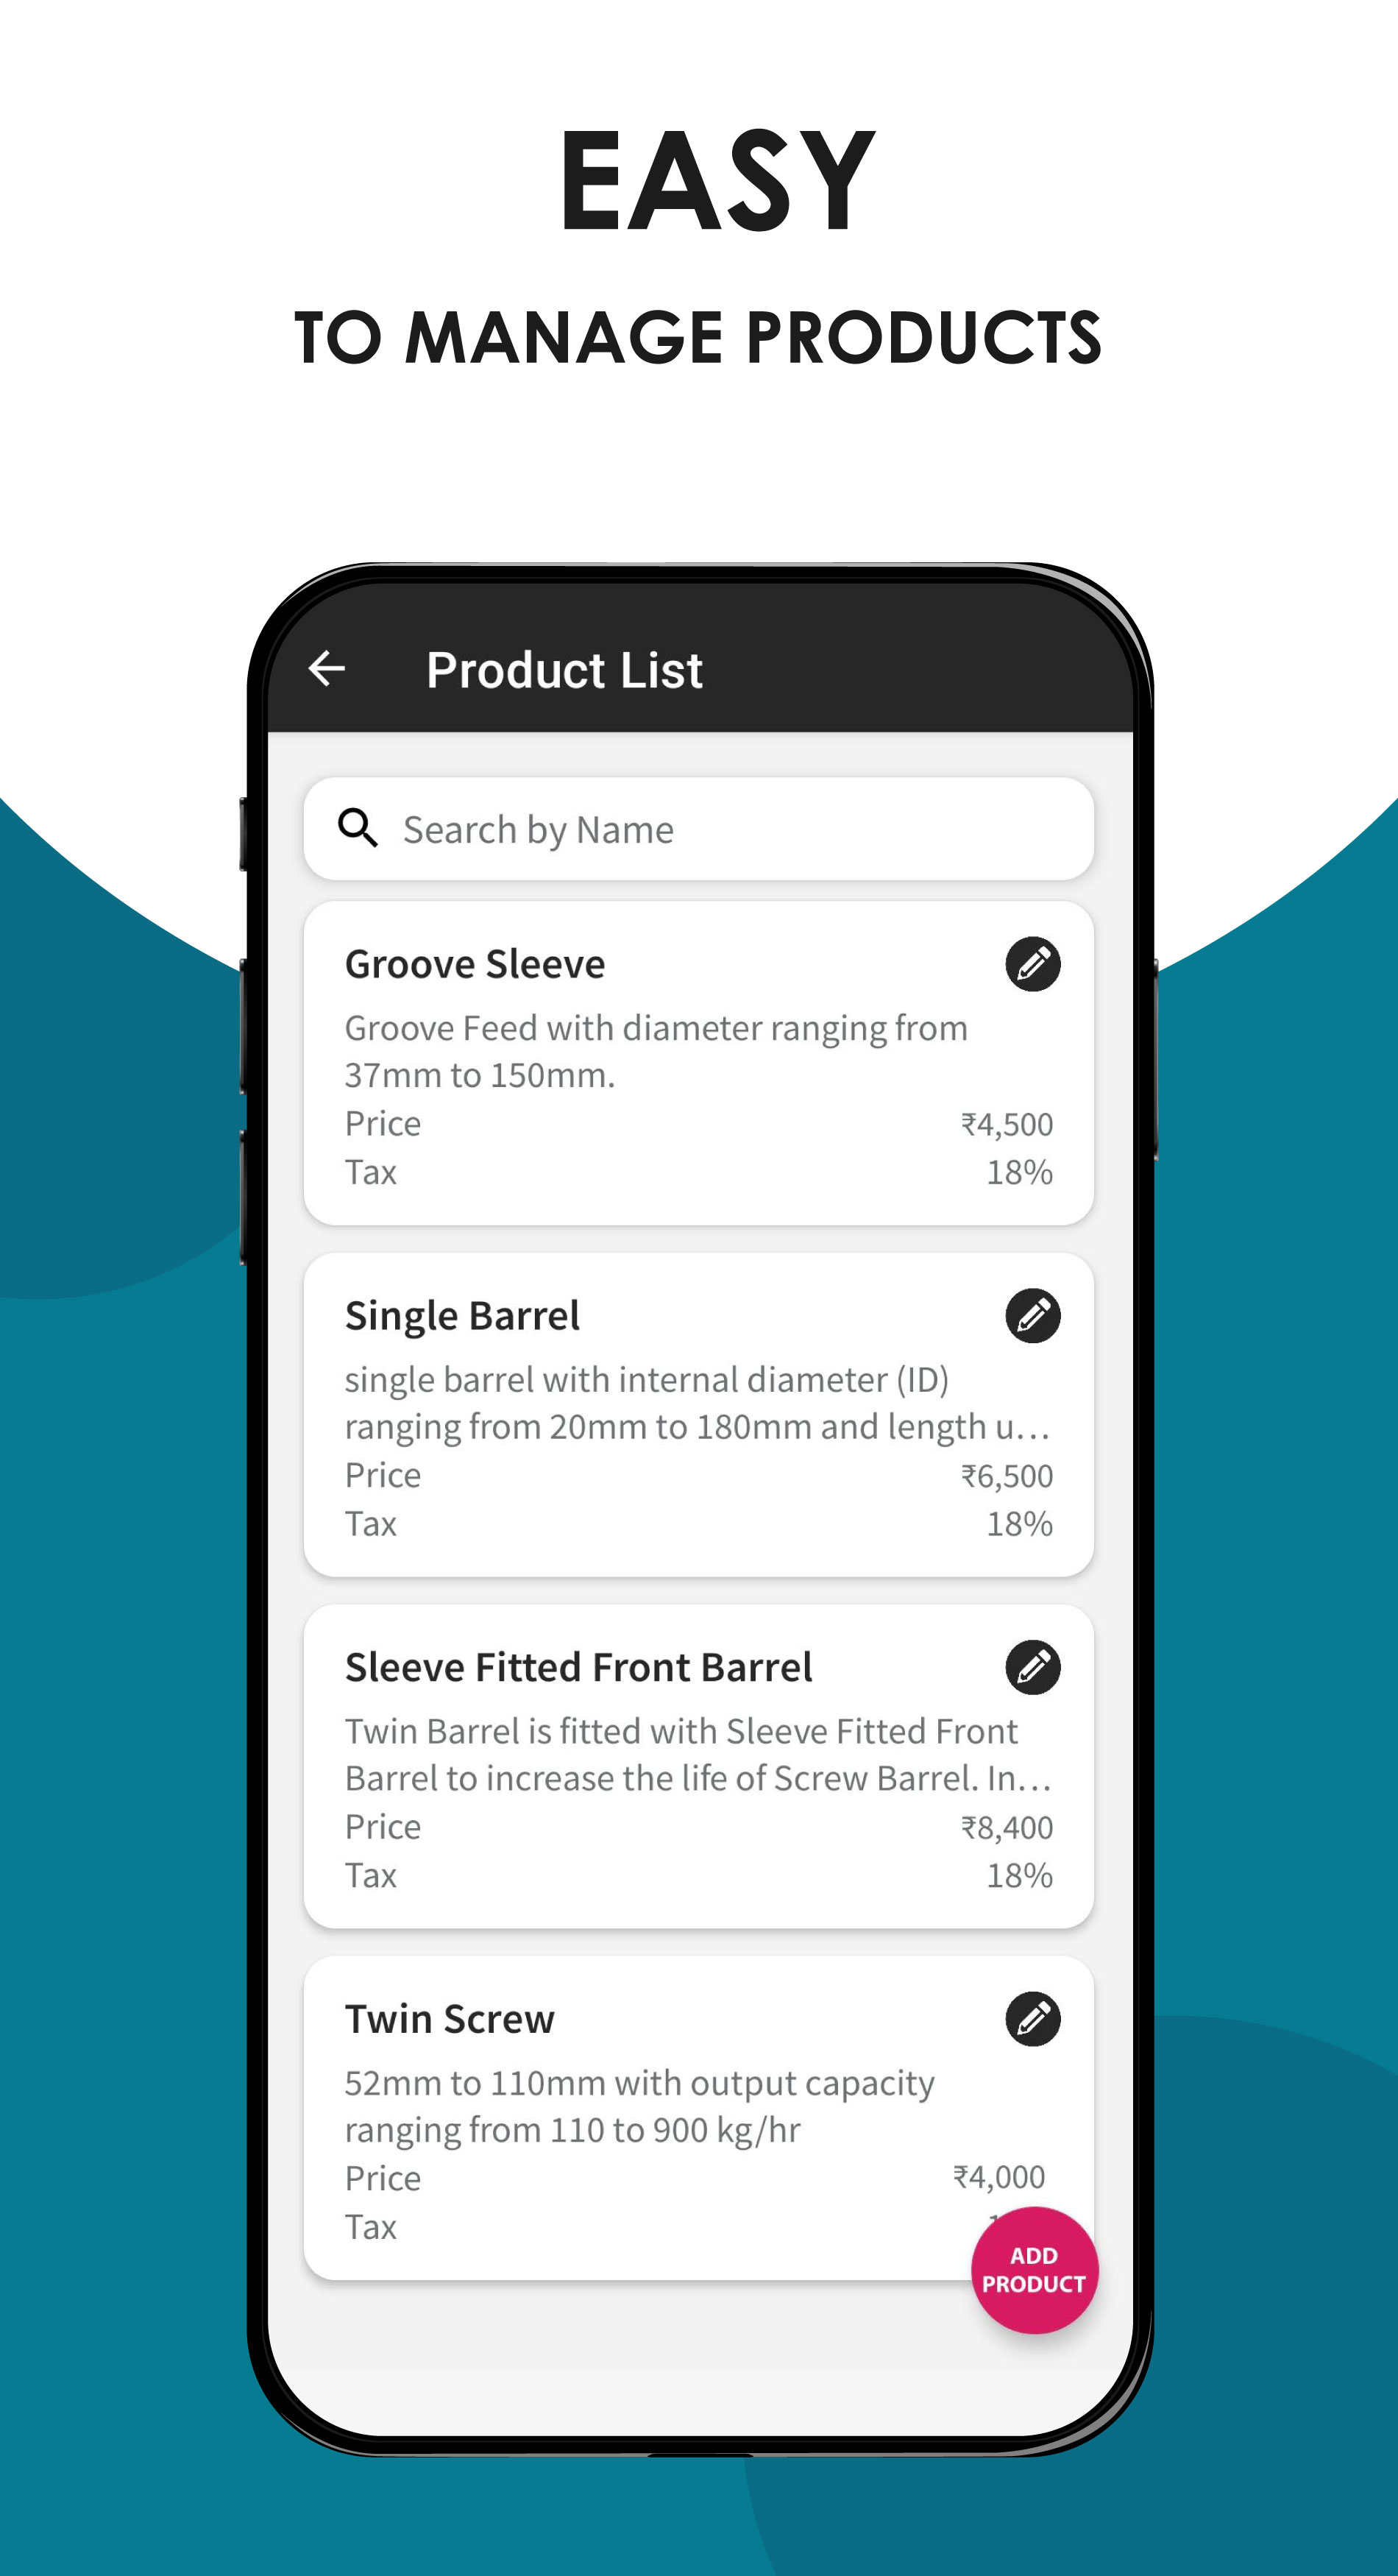 EASY
TO MANAGE PRODUCTS
Product List
Search by Name
Groove Sleeve
Groove Feed with diameter ranging from
37mm to 150mm.
Price ₹4,500
Tax 18%
Single Barrel
single barrel with internal diameter (ID)
ranging from 20mm to 180mm and length u...
Price ₹6,500
Tax 18%
Sleeve Fitted Front Barrel
Twin Barrel is fitted with Sleeve Fitted Front
Barrel to increase the life of Screw Barrel. In...
Price ₹8,400
Tax 18%
Twin Screw
52mm to 110mm with output capacity
ranging from 110 to 900 kg/hr
Price ₹4,000
Tax
ADD
PRODUCT